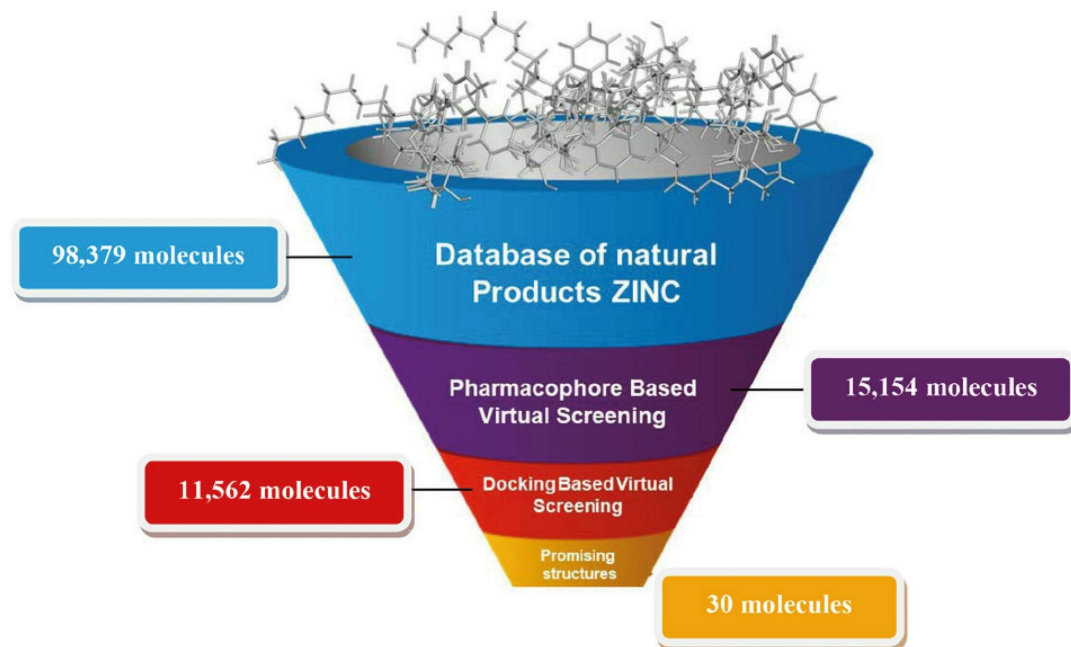 98,379 molecules
Database of natural
Products ZINC
Pharmacophore Based
Virtual Screening
15,154 molecules
11,562 molecules
Docking Based Virtual
Screening
Promising
structures
30 molecules